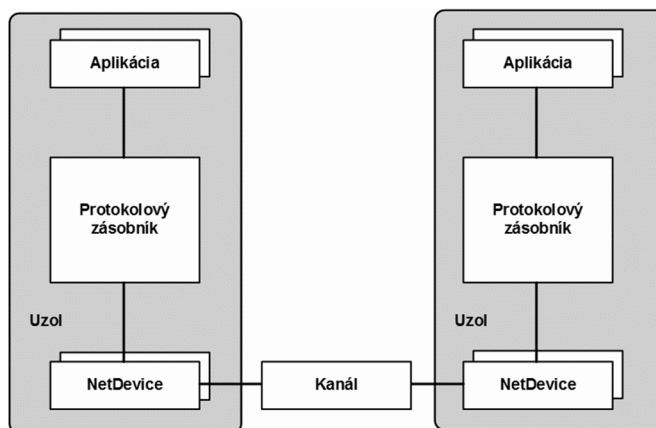 Aplikácia
Protokolový
zásobník
Uzol
NetDevice
Kanál
Aplikácia
Protokolový
zásobník
Uzol
NetDevice